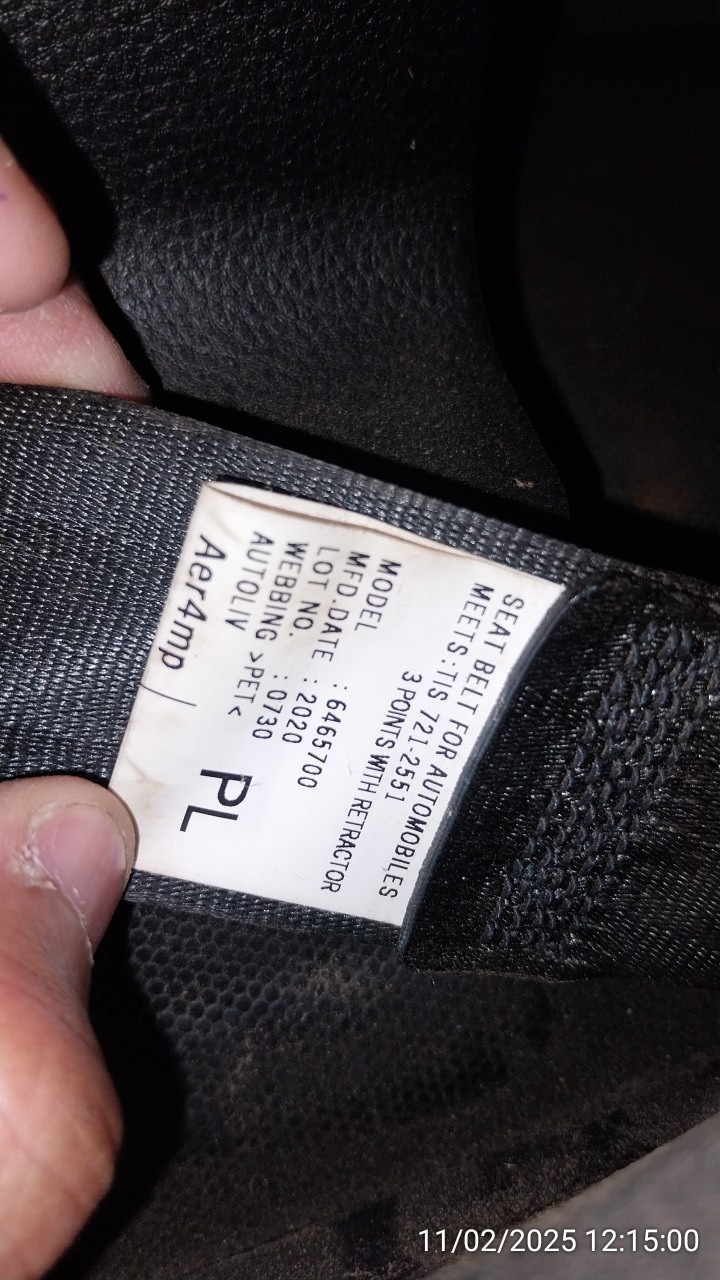 SEAT BELT FOR AUTOMOBILES
MEETS:TIS 721-2551
3 POINTS WITH RETRACTOR
MODEL : 6465700
MFD.DATE : 2020
LOT NO. : 0730
WEBBING >PET<
AUTOLIV PL
Aer4mp /
11/02/2025 12:15:00